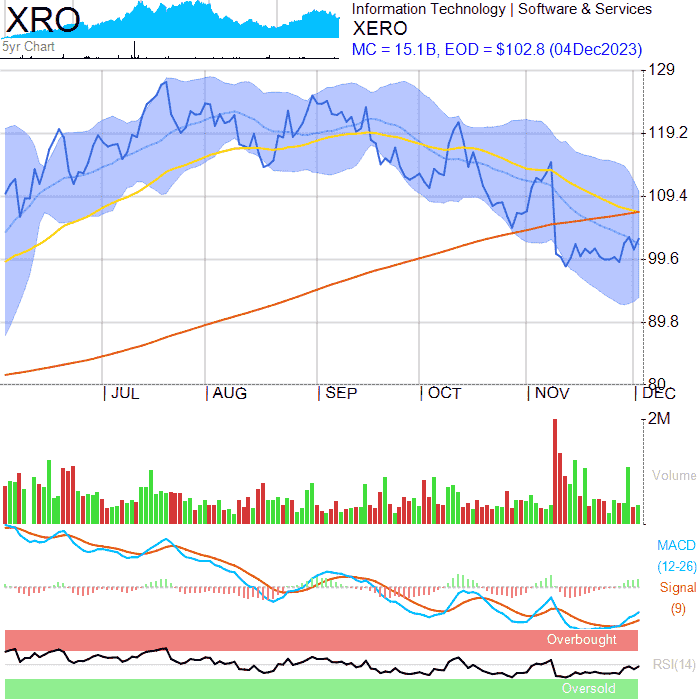 XRO
5yr Chart
Information Technology | Software & Services
XERO
MC = 15.1B, EOD = $102.8 (04Dec2023)
129
119.2
109.4
99.6
89.8
80
JUL AUG SEP OCT NOV DEC
2M
Volume
MACD
(12-26)
Signal
(9)
Overbought
RSI(14)
Oversold